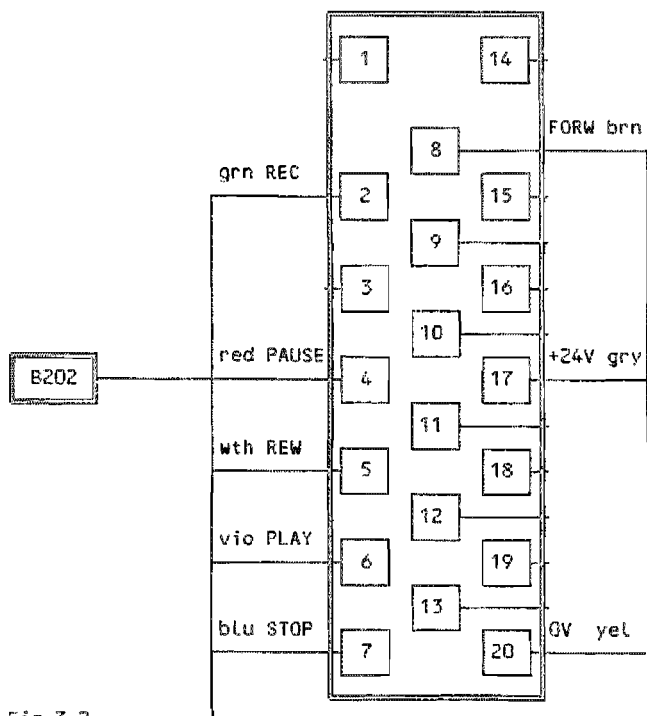 1 14
8 FORW brn
grn REC 2 15
9
3 16
10
B202 red PAUSE 4 17 +24V gry
11
wth REW 5 18
12
vio PLAY 6 19
13
blu STOP 7 20 0V yel